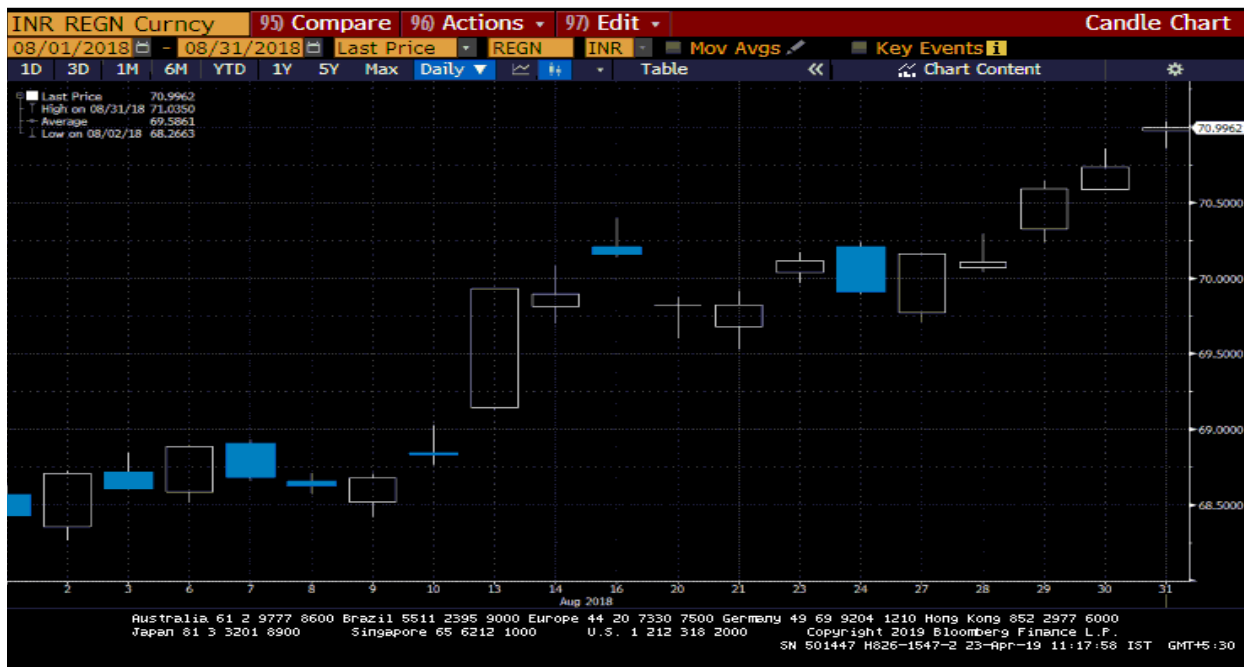 INR REGN Curncy 95) Compare 96) Actions 97) Edit Candle Chart
08/01/2018 - 08/31/2018 Last Price REGN INR Mov Avgs Key Events
1D 3D 1M 6M YTD 1Y 5Y Max Daily ▼ Table « Chart Content
Last Price 70.9962
High on 08/31/18 71.0350
Average 69.5861
Low on 08/02/18 68.2663
70.9962
70.5000
70.0000
69.5000
69.0000
68.5000
2 3 6 7 8 9 10 13 14 16 20 21 23 24 27 28 29 30 31
Aug 2018
Australia 61 2 9777 8600 Brazil 5511 2395 9000 Europe 44 20 7330 7500 Germany 49 69 9204 1210 Hong Kong 852 2977 6000
Japan 81 3 3201 8900 Singapore 65 6212 1000 U.S. 1 212 318 2000 Copyright 2019 Bloomberg Finance L.P.
SN 501447 H826-1547-2 23-Apr-19 11:17:58 IST GMT+5:30